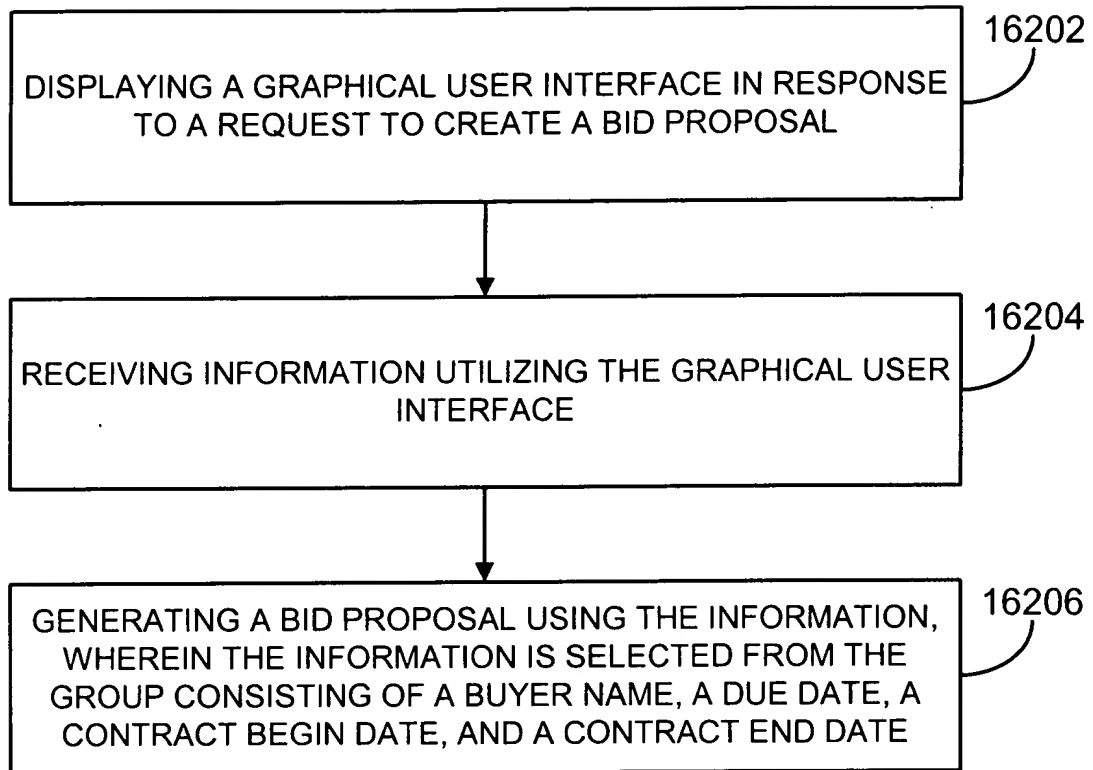 16202
DISPLAYING A GRAPHICAL USER INTERFACE IN RESPONSE
TO A REQUEST TO CREATE A BID PROPOSAL
16204
RECEIVING INFORMATION UTILIZING THE GRAPHICAL USER
INTERFACE
16206
GENERATING A BID PROPOSAL USING THE INFORMATION,
WHEREIN THE INFORMATION IS SELECTED FROM THE
GROUP CONSISTING OF A BUYER NAME, A DUE DATE, A
CONTRACT BEGIN DATE, AND A CONTRACT END DATE